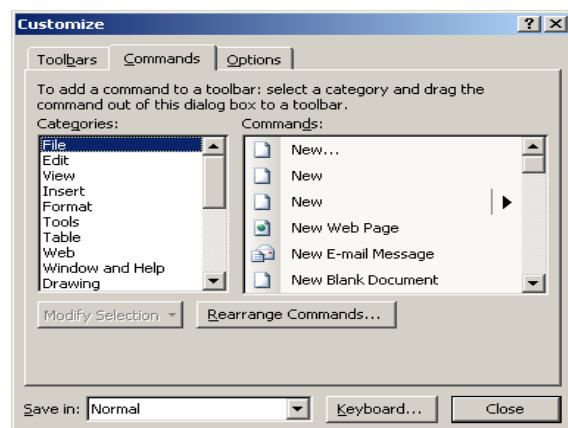 Customize
Toolbars Commands Options
To add a command to a toolbar: select a category and drag the
command out of this dialog box to a toolbar.
Categories: Commands:
File
Edit
View
Insert
Format
Tools
Table
Web
Window and Help
Drawing
New...
New
New
New Web Page
New E-mail Message
New Blank Document
Modify Selection Rearrange Commands...
Save in: Normal Keyboard... Close